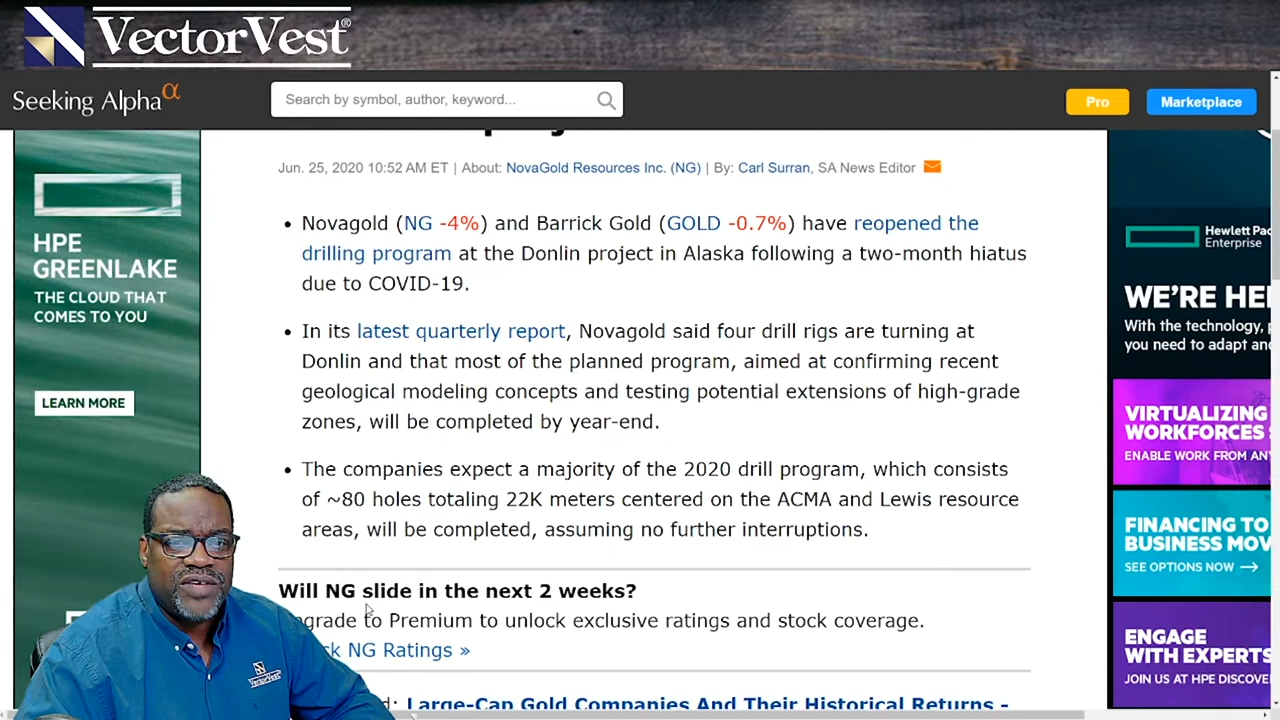 VectorVest®
Seeking Alpha α
Search by symbol, author, keyword...
Pro
Marketplace
Jun. 25, 2020 10:52 AM ET | About: NovaGold Resources Inc. (NG) | By: Carl Surran, SA News Editor
• Novagold (NG -4%) and Barrick Gold (GOLD -0.7%) have reopened the
drilling program at the Donlin project in Alaska following a two-month hiatus
due to COVID-19.
• In its latest quarterly report, Novagold said four drill rigs are turning at
Donlin and that most of the planned program, aimed at confirming recent
geological modeling concepts and testing potential extensions of high-grade
zones, will be completed by year-end.
• The companies expect a majority of the 2020 drill program, which consists
of ~80 holes totaling 22K meters centered on the ACMA and Lewis resource
areas, will be completed, assuming no further interruptions.
Will NG slide in the next 2 weeks?
to Premium to unlock exclusive ratings and stock coverage.
NG Ratings »
Large-Cap Gold Companies And Their Historical Returns -
HPE
GREENLAKE
THE CLOUD THAT
COMES TO YOU
LEARN MORE
Hewlett
Enterprise
WE'RE
With the technology,
you need to adapt
VIRTUALIZING
WORKFORCES
ENABLE WORK FROM
FINANCING TO
BUSINESS
SEE OPTIONS NOW →
ENGAGE
WITH EXPERTS
JOIN US AT HPE
VectorVest